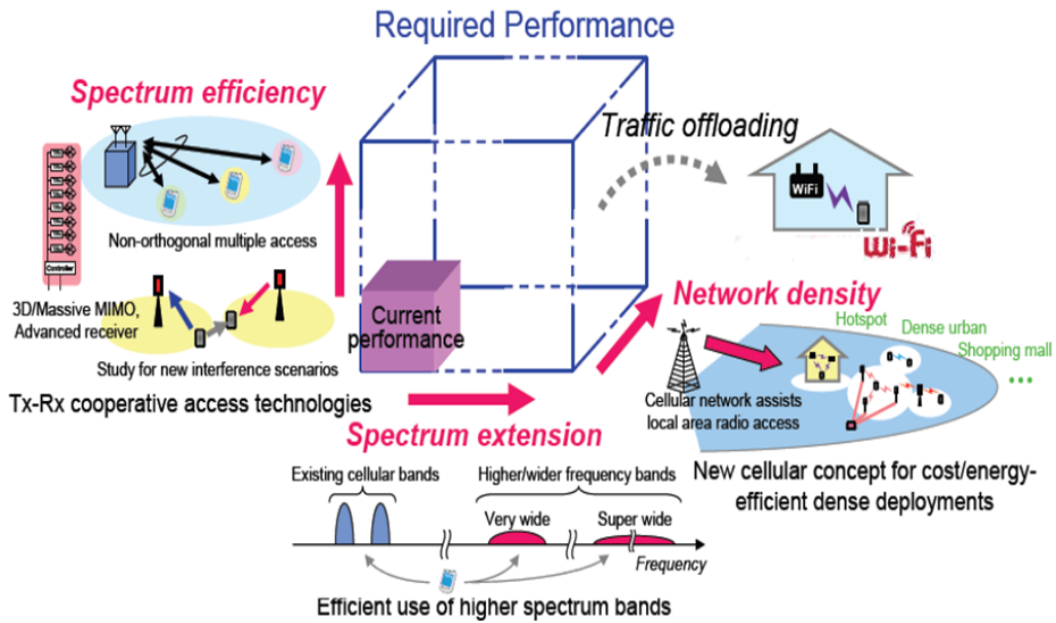 Required Performance
Spectrum efficiency
Non-orthogonal multiple access
Controller
3D/Massive MIMO,
Advanced receiver
Study for new interference scenarios
Tx-Rx cooperative access technologies
Current
performance
Traffic offloading
WiFi
Wi-Fi
Network density
Hotspot
Dense urban
Shopping mall
...
Cellular network assists
local area radio access
New cellular concept for cost/energy-
efficient dense deployments
Spectrum extension
Existing cellular bands
Higher/wider frequency bands
Very wide
Super wide
Frequency
Efficient use of higher spectrum bands